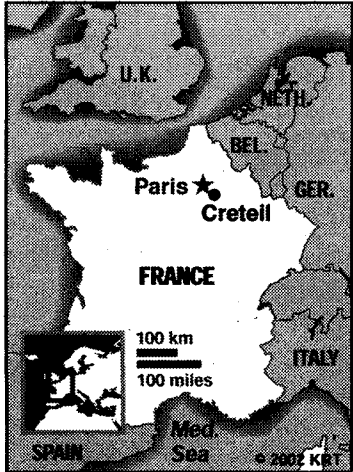 U.K.
NETH.
BEL.
GER.
Paris
Creteil
FRANCE
100 km
100 miles
ITALY
Med.
Sea
SPAIN
© 2002 KRT